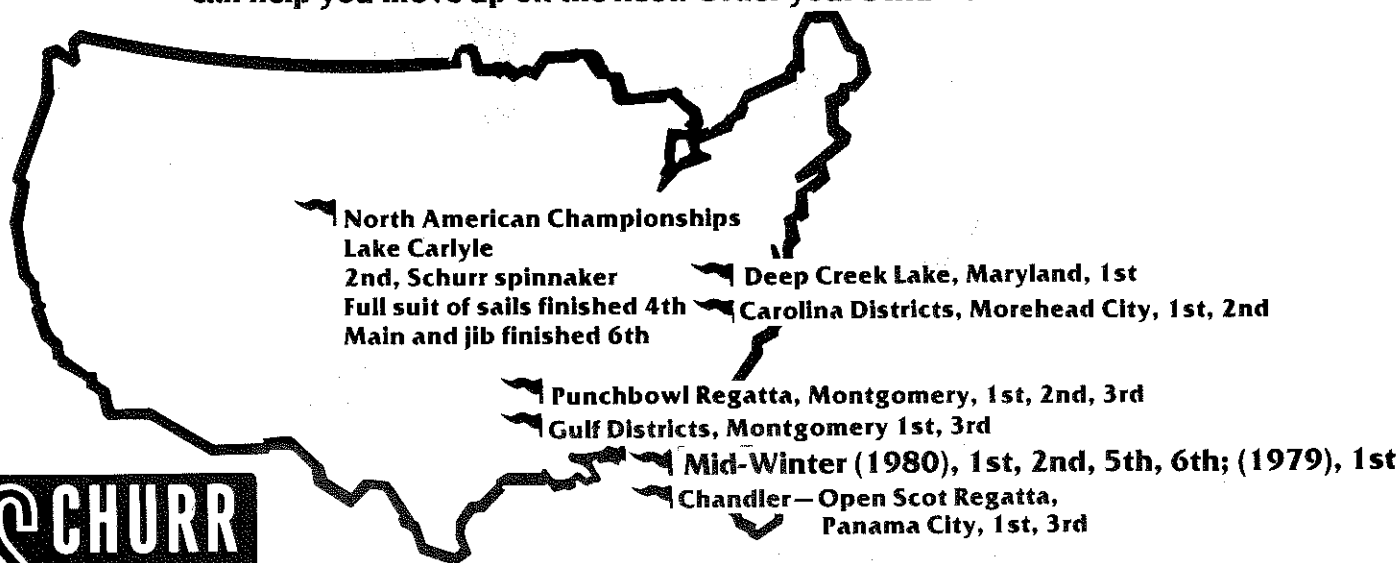 North American Championships
Lake Carlyle
2nd, Schurr spinnaker
Full suit of sails finished 4th
Main and jib finished 6th
Deep Creek Lake, Maryland, 1st
Carolina Districts, Morehead City, 1st, 2nd
Punchbowl Regatta, Montgomery, 1st, 2nd, 3rd
Gulf Districts, Montgomery 1st, 3rd
Mid-Winter (1980), 1st, 2nd, 5th, 6th; (1979), 1st
Chandler—Open Scot Regatta,
Panama City, 1st, 3rd
SCHURR